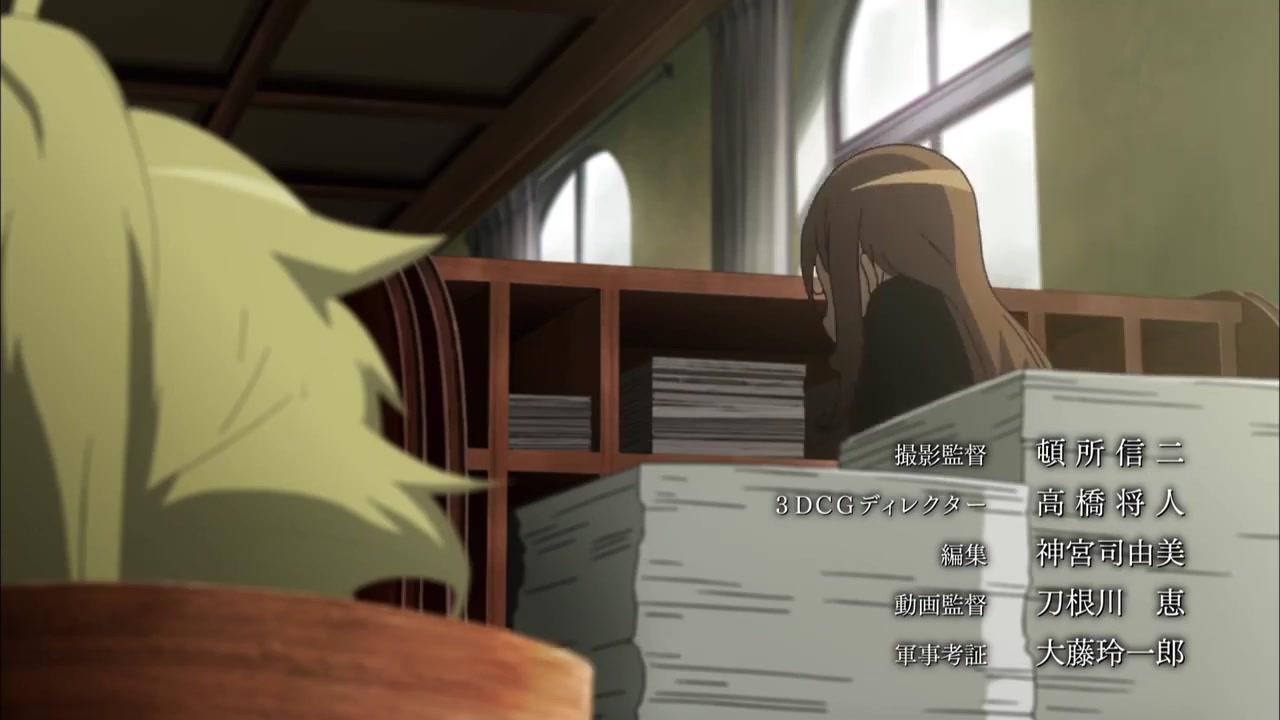 撮影監督 頓所信二
3DCGディレクター 高橋将人
編集 神宮司由美
動画監督 刀根川 恵
軍事考証 大藤玲一郎